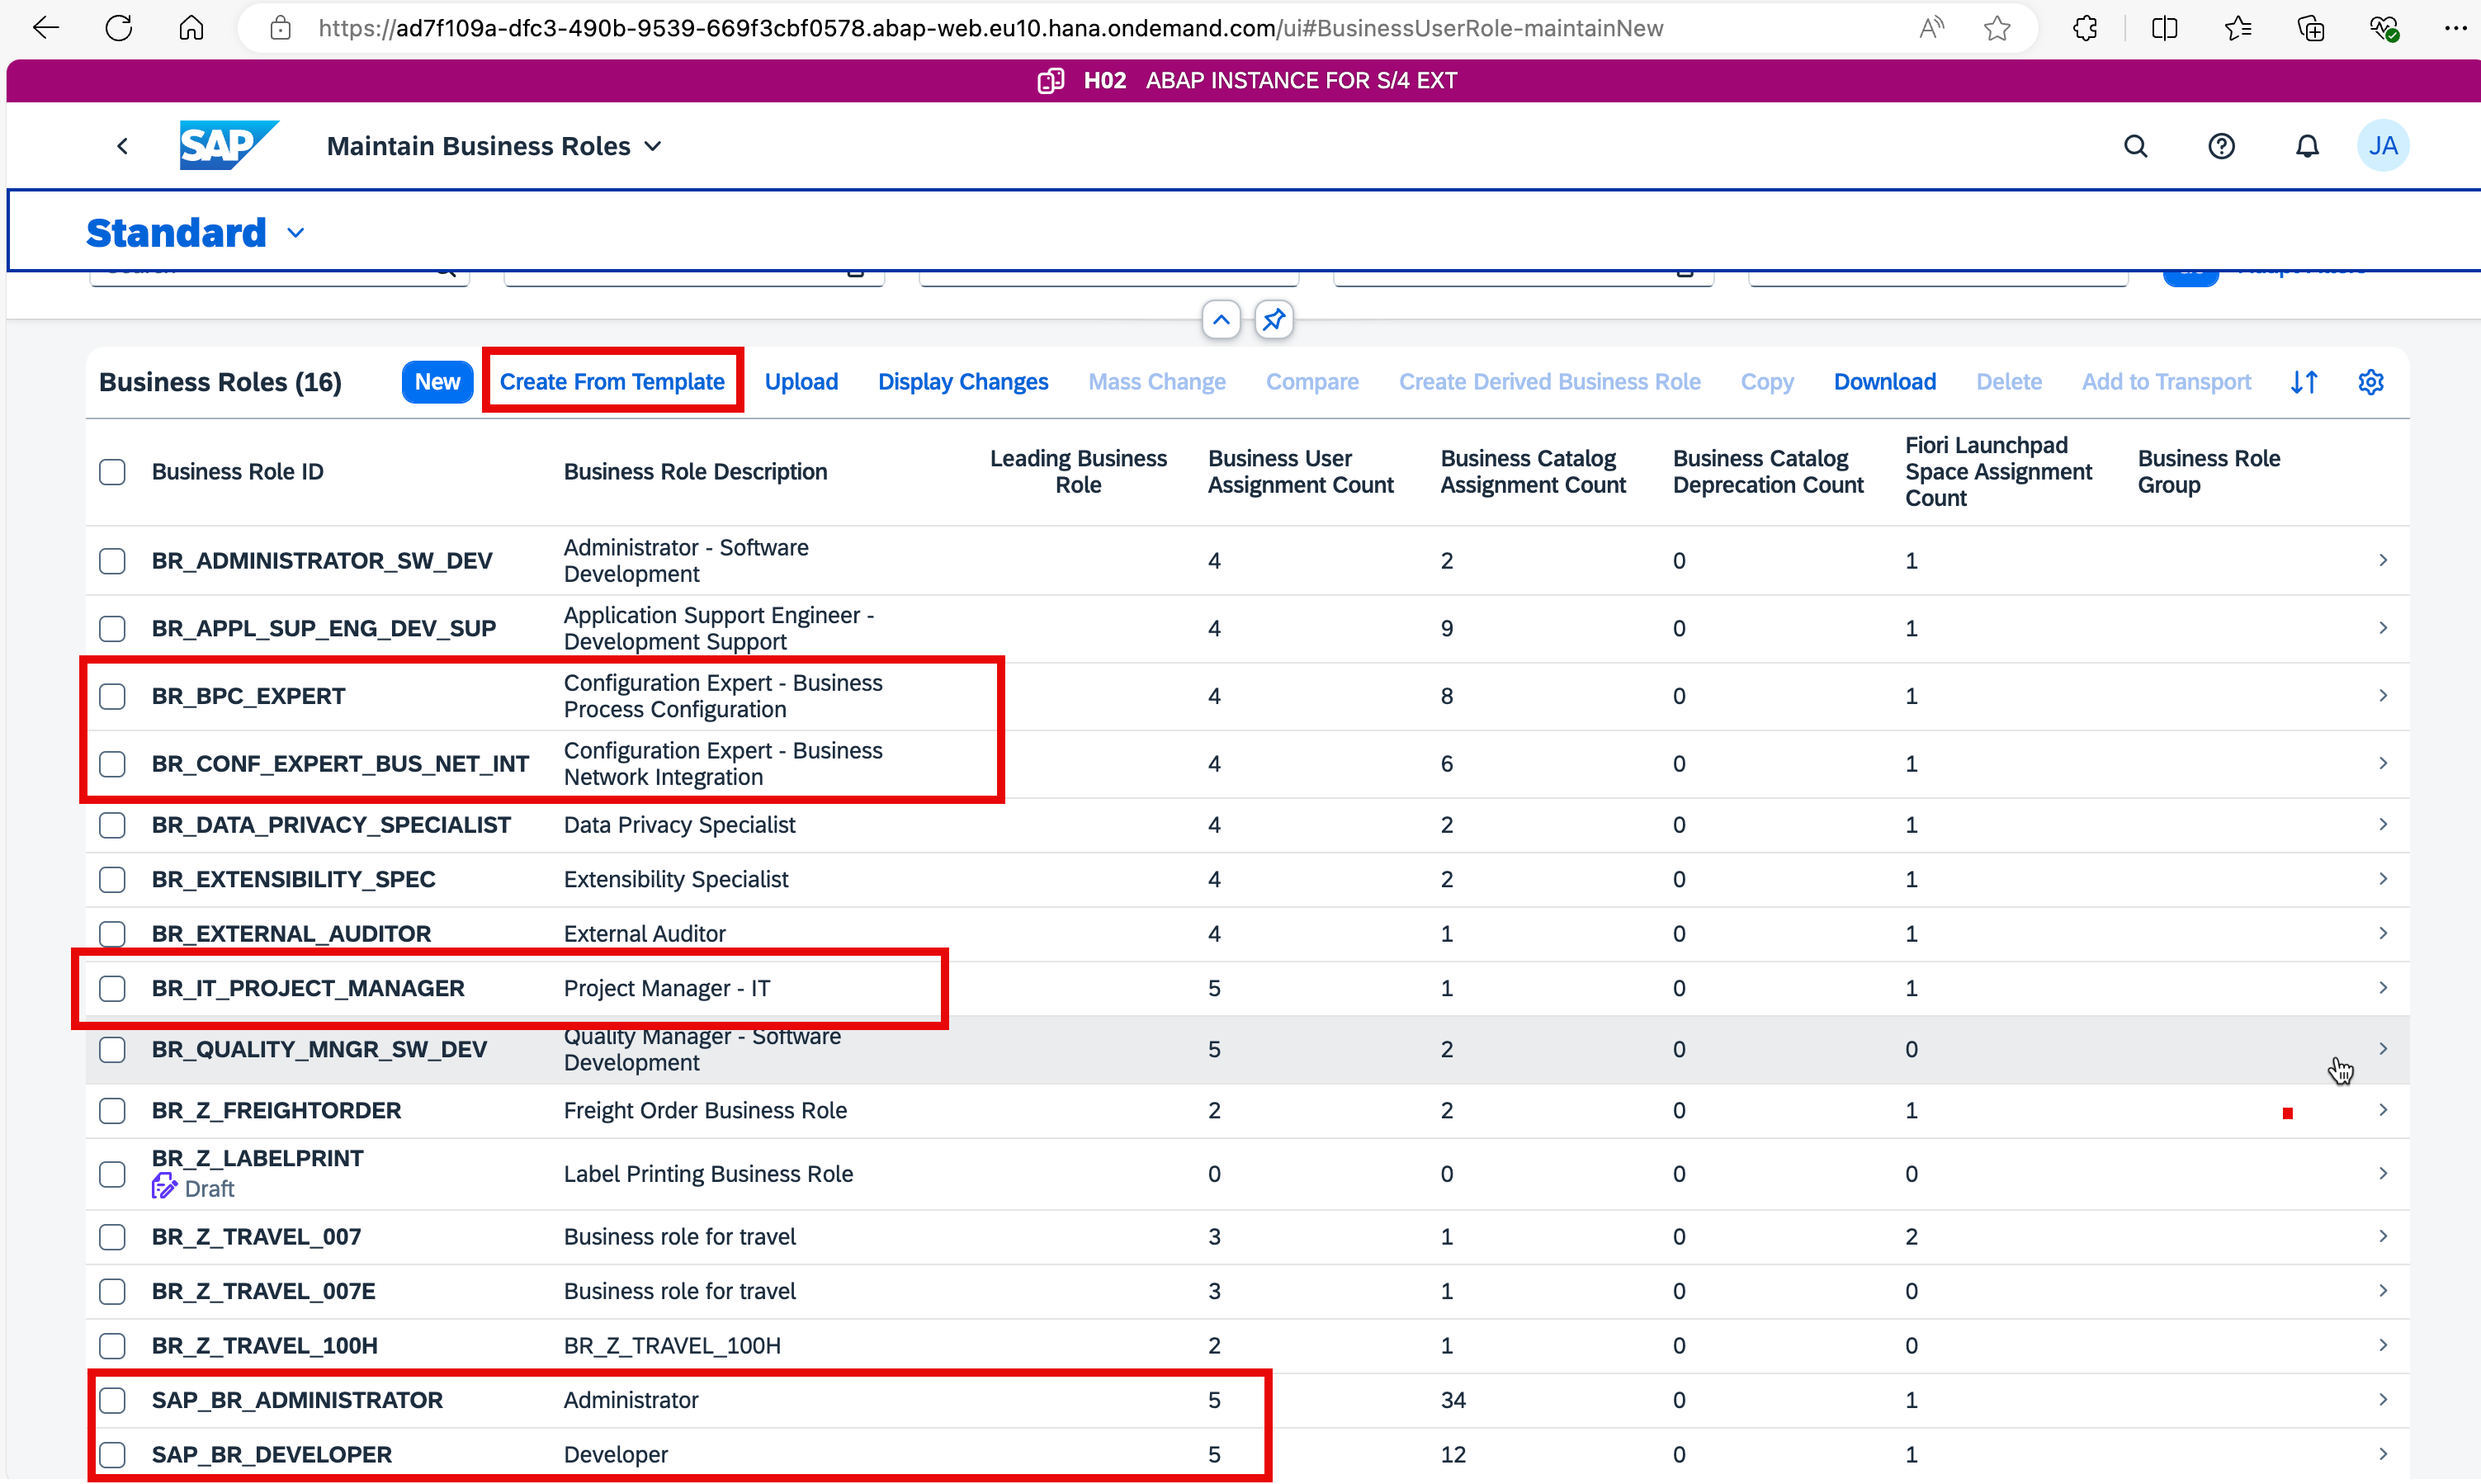 https://ad7f109a-dfc3-490b-9539-669f3cbf0578.abap-web.eu10.hana.ondemand.com/ui#BusinessUserRole-maintainNew
H02 ABAP INSTANCE FOR S/4 EXT
SAP Maintain Business Roles JA
Standard
Business Roles (16) New Create From Template Upload Display Changes Mass Change Compare Create Derived Business Role Copy Download Delete Add to Transport
Business Role ID Business Role Description Leading Business Role Business User Assignment Count Business Catalog Assignment Count Business Catalog Deprecation Count Fiori Launchpad Space Assignment Count Business Role Group
BR_ADMINISTRATOR_SW_DEV Administrator - Software Development 4 2 0 1
BR_APPL_SUP_ENG_DEV_SUP Application Support Engineer - Development Support 4 9 0 1
BR_BPC_EXPERT Configuration Expert - Business Process Configuration 4 8 0 1
BR_CONF_EXPERT_BUS_NET_INT Configuration Expert - Business Network Integration 4 6 0 1
BR_DATA_PRIVACY_SPECIALIST Data Privacy Specialist 4 2 0 1
BR_EXTENSIBILITY_SPEC Extensibility Specialist 4 2 0 1
BR_EXTERNAL_AUDITOR External Auditor 4 1 0 1
BR_IT_PROJECT_MANAGER Project Manager - IT 5 1 0 1
BR_QUALITY_MNGR_SW_DEV Quality Manager - Software Development 5 2 0 0
BR_Z_FREIGHTORDER Freight Order Business Role 2 2 0 1
BR_Z_LABELPRINT Draft Label Printing Business Role 0 0 0 0
BR_Z_TRAVEL_007 Business role for travel 3 1 0 2
BR_Z_TRAVEL_007E Business role for travel 3 1 0 0
BR_Z_TRAVEL_100H BR_Z_TRAVEL_100H 2 1 0 0
SAP_BR_ADMINISTRATOR Administrator 5 34 0 1
SAP_BR_DEVELOPER Developer 5 12 0 1